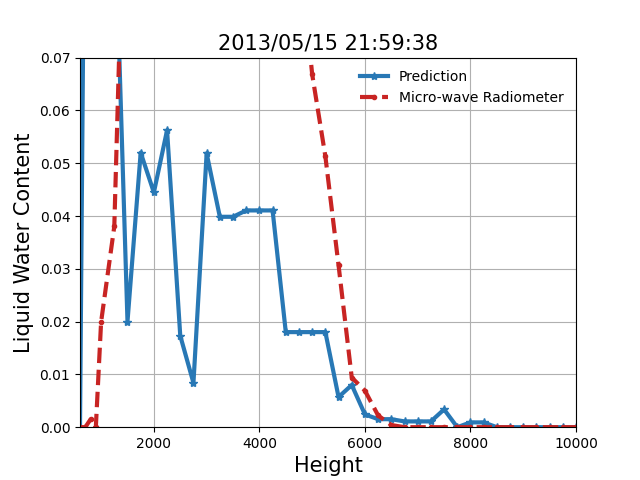 2013/05/15 21:59:38
Prediction
Micro-wave Radiometer
Liquid Water Content
0.07
0.06
0.05
0.04
0.03
0.02
0.01
0.00
2000 4000 6000 8000 10000
Height